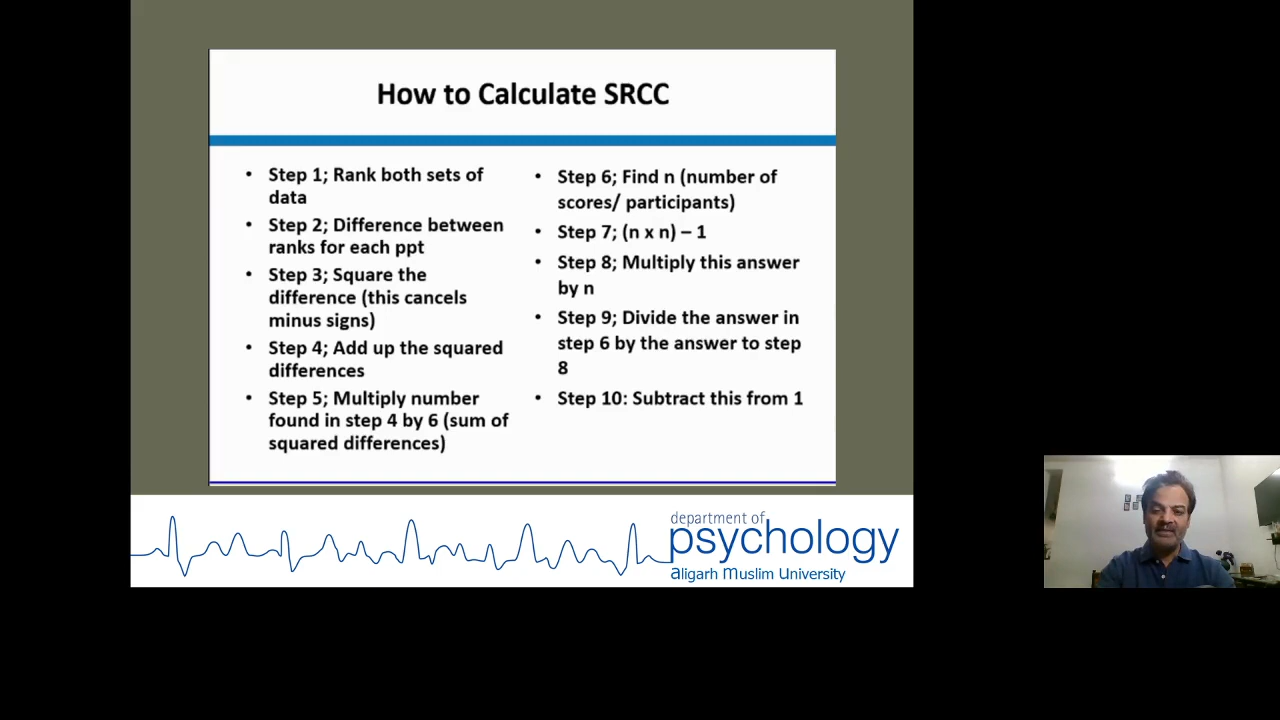 How to Calculate SRCC
• Step 1; Rank both sets of
data
• Step 2; Difference between
ranks for each ppt
• Step 3; Square the
difference (this cancels
minus signs)
• Step 4; Add up the squared
differences
• Step 5; Multiply number
found in step 4 by 6 (sum of
squared differences)
• Step 6; Find n (number of
scores/ participants)
• Step 7; (n x n) – 1
• Step 8; Multiply this answer
by n
• Step 9; Divide the answer in
step 6 by the answer to step
8
• Step 10: Subtract this from 1
department of
psychology
aligarh muslim university